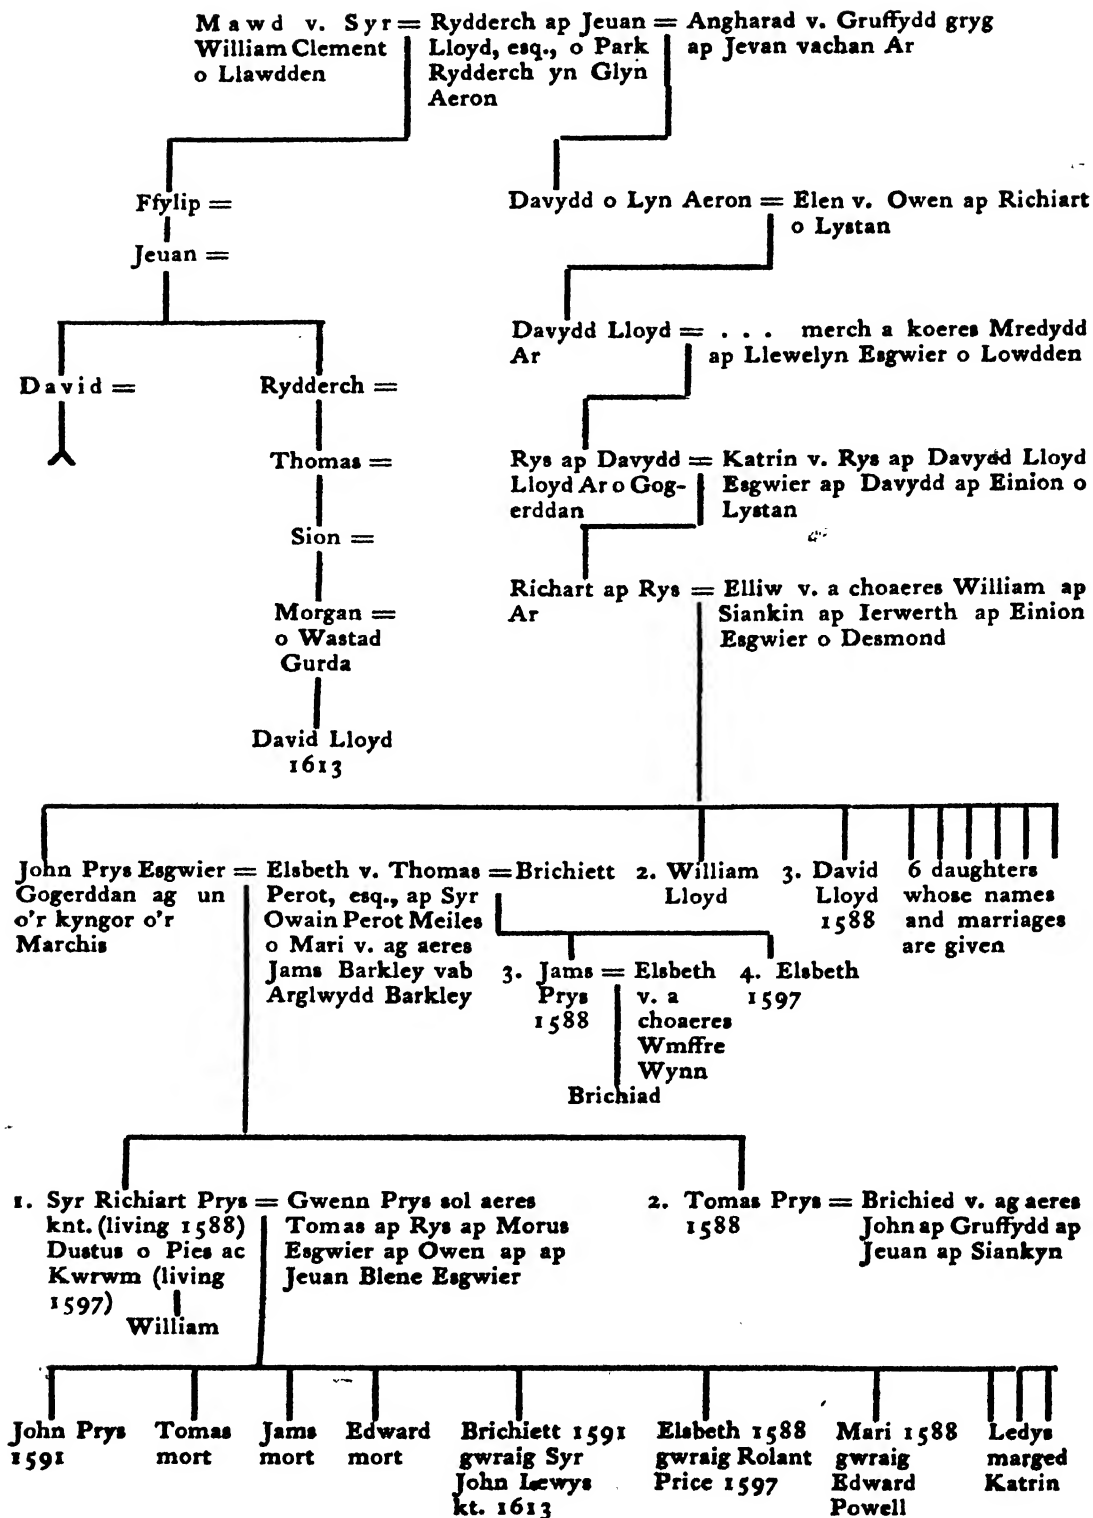 Mawd v. Syr = Rydderch ap Jeuan = Angharad v. Gruffydd gryg
William Clement Lloyd, esq., o Park ap Jevan vachan Ar
o Llawdden Rydderch yn Glyn
Aeron
Ffylip = Davydd o Lyn Aeron = Elen v. Owen ap Richiart
o Lystan
Jeuan =
Davydd Lloyd = . . . merch a koeres Mredydd
Ar ap Llewelyn Esgwier o Lowdden
David = Rydderch =
Thomas = Rys ap Davydd = Katrin v. Rys ap Davydd Lloyd
Lloyd Ar o Gog- Esgwier ap Davydd ap Einion o
erddan Lystan
Sion =
Richart ap Rys = Elliw v. a choaeres William ap
Morgan = Ar Siankin ap Ierwerth ap Einion
o Wastad Esgwier o Desmond
Gurda
David Lloyd
1613
John Prys Esgwier = Elsbeth v. Thomas = Brichiett 2. William 3. David 6 daughters
Gogerddan ag un Perot, esq., ap Syr Lloyd Lloyd whose names
o'r kyngor o'r Owain Perot Meiles 1588 and marriages
Marchis o Mari v. ag aeres are given
Jams Barkley vab 3. Jams = Elsbeth 4. Elsbeth
Arglwydd Barkley Prys v. a 1597
1588 choaeres
Wmffre
Wynn
Brichiad
1. Syr Richiart Prys = Gwenn Prys sol aeres 2. Tomas Prys = Brichied v. ag aeres
knt. (living 1588) Tomas ap Rys ap Morus 1588 John ap Gruffydd ap
Dustus o Pies ac Esgwier ap Owen ap ap Jeuan ap Siankyn
Kwrwm (living Jeuan Blene Esgwier
1597)
William
John Prys Tomas Jams Edward Brichiett 1591 Elsbeth 1588 Mari 1588 Ledys
1591 mort mort mort gwraig Syr gwraig Rolant gwraig marged
John Lewys Price 1597 Edward Katrin
kt. 1613 Powell